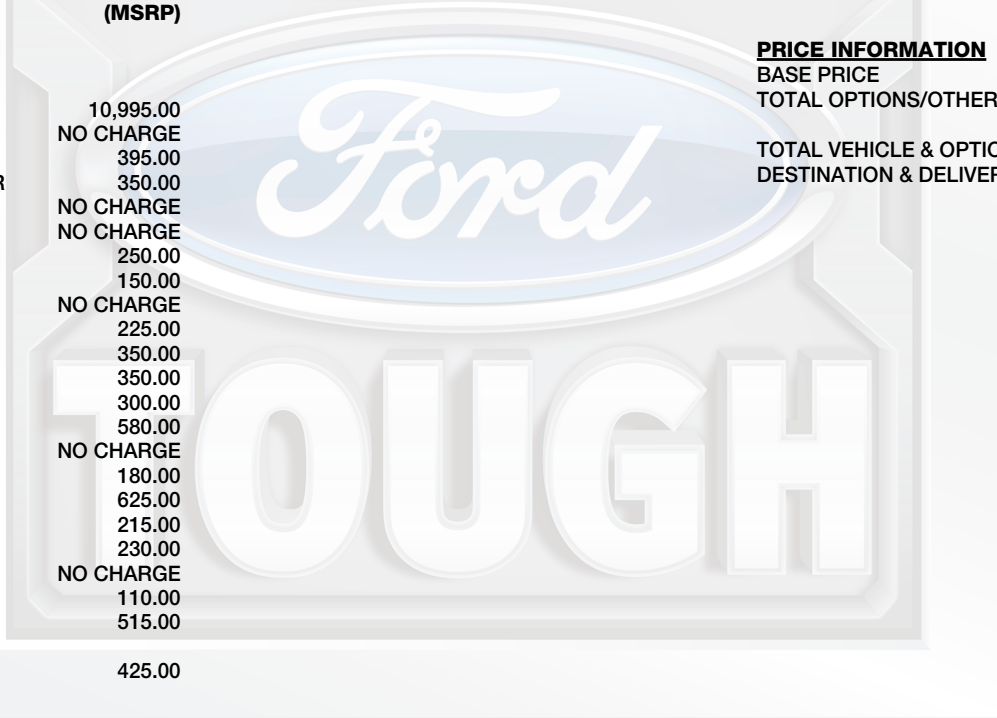 (MSRP)
10,995.00
NO CHARGE
395.00
R 350.00
NO CHARGE
NO CHARGE
250.00
150.00
NO CHARGE
225.00
350.00
350.00
300.00
580.00
NO CHARGE
180.00
625.00
215.00
230.00
NO CHARGE
110.00
515.00
425.00
PRICE INFORMATION
BASE PRICE
TOTAL OPTIONS/OTHER
TOTAL VEHICLE & OPTIO
DESTINATION & DELIVER
Ford
TOUGH